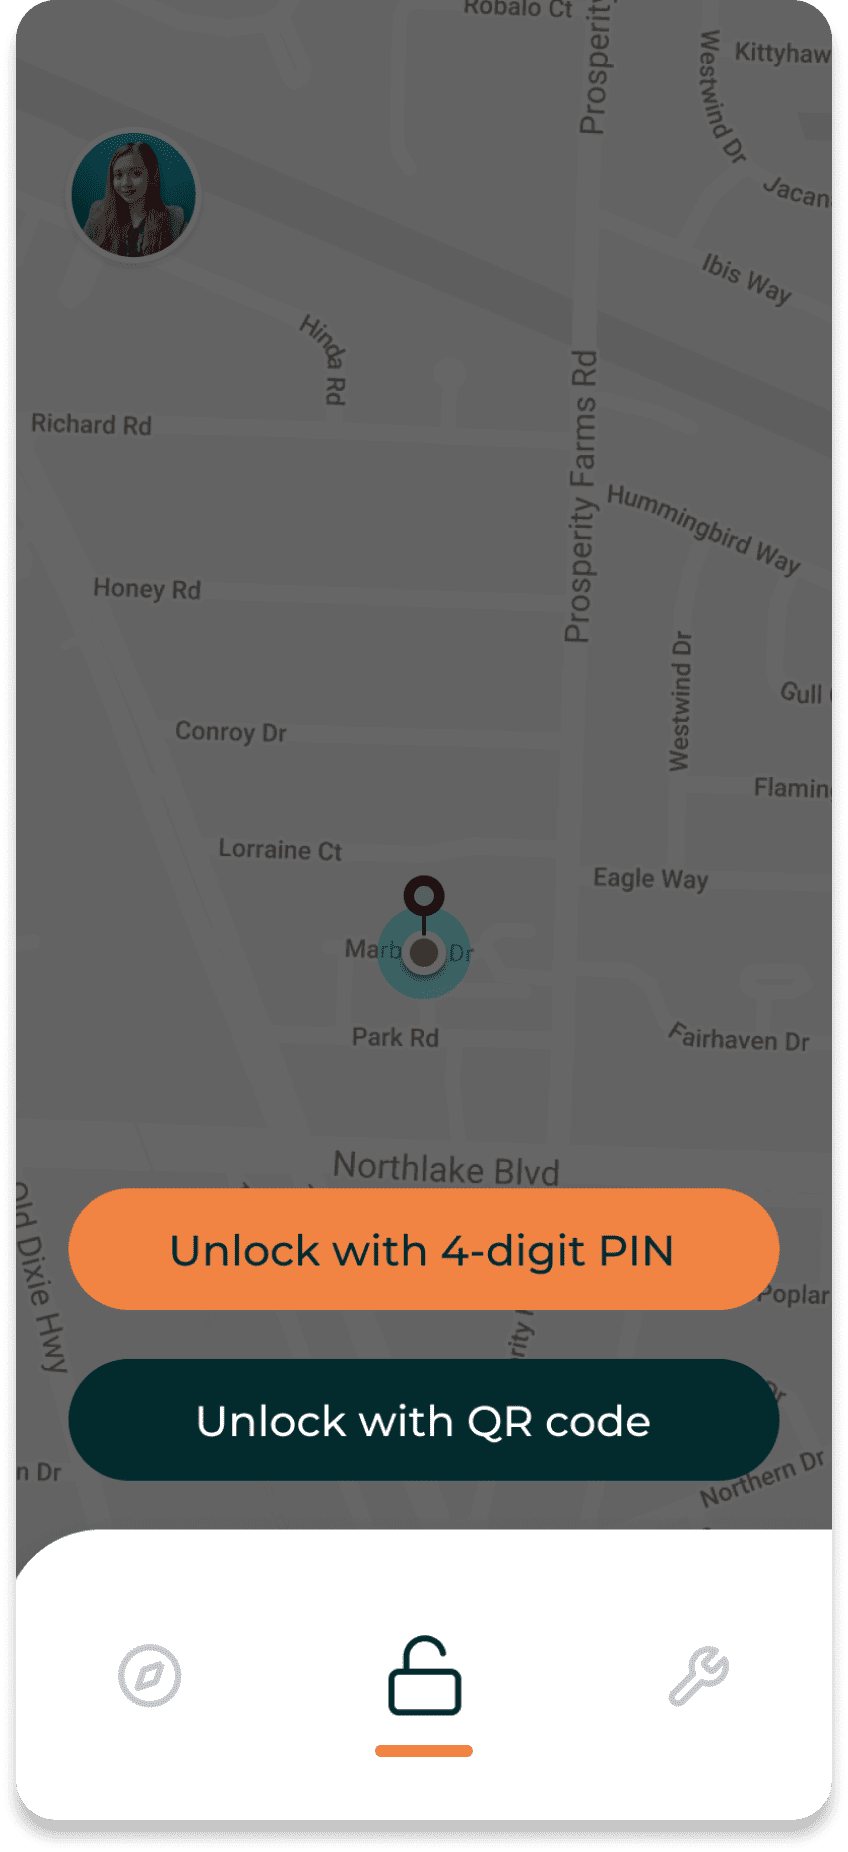 Robalo Ct
Prosperity
Westwind Dr
Kittyhaw
Jacan
Ibis Way
Hinda Rd
Richard Rd
Prosperity Farms Rd
Hummingbird Way
Honey Rd
Westwind Dr
Gull
Conroy Dr
Flamin
Lorraine Ct
Eagle Way
Dr
Park Rd
Fairhaven Dr
Northlake Blvd
Old Dixie Hwy
Unlock with 4-digit PIN
Poplar
Unlock with QR code
Dr
n Dr
Northern Dr